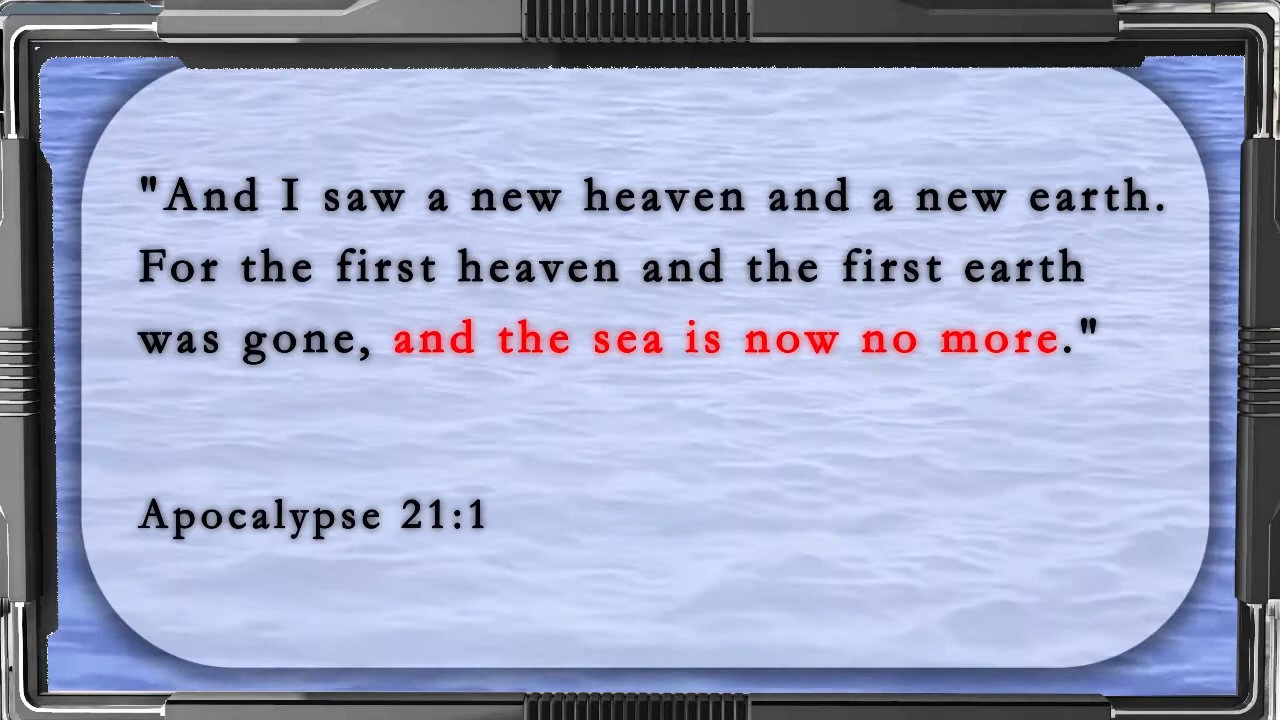 "And I saw a new heaven and a new earth.
For the first heaven and the first earth
was gone, and the sea is now no more."
Apocalypse 21:1